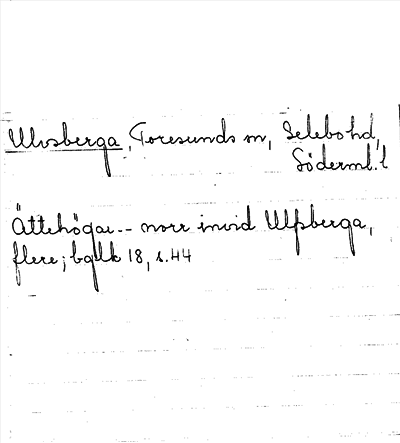 Ulvsberga, Toresunds sn, Selebo hd,
Söderml. l
Ättehögar -- norr invid Ulfsberga,
flere; bglk 18, s. 44